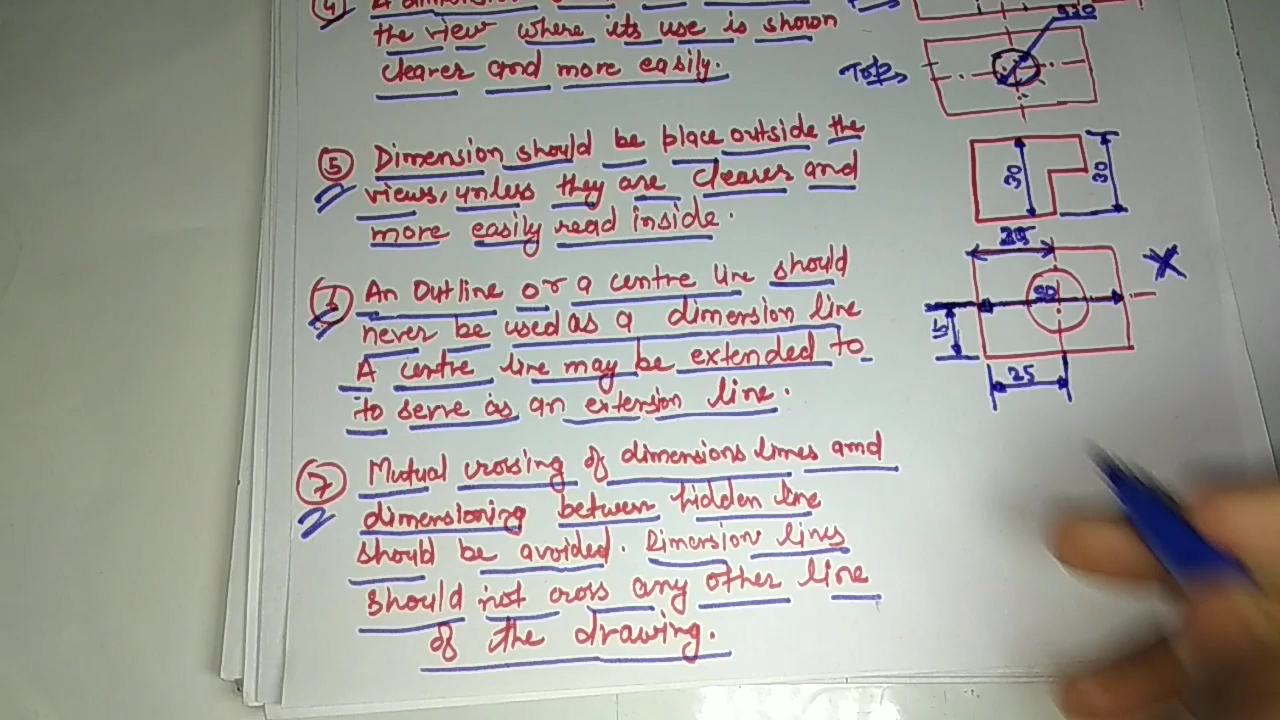 4
the view where its use is shown
clearer and more easily.
Top
5 Dimension should be place outside the
views, unless they are clearer and
more easily read inside.
30
30
An Outline or a centre line should
never be used as a dimension line
A centre line may be extended to
to serve as an extension line.
50
25
7 Mutual crossing of dimensions lines and
dimensioning between hidden line
should be avoided. Dimension lines
should not cross any other line
of the drawing.